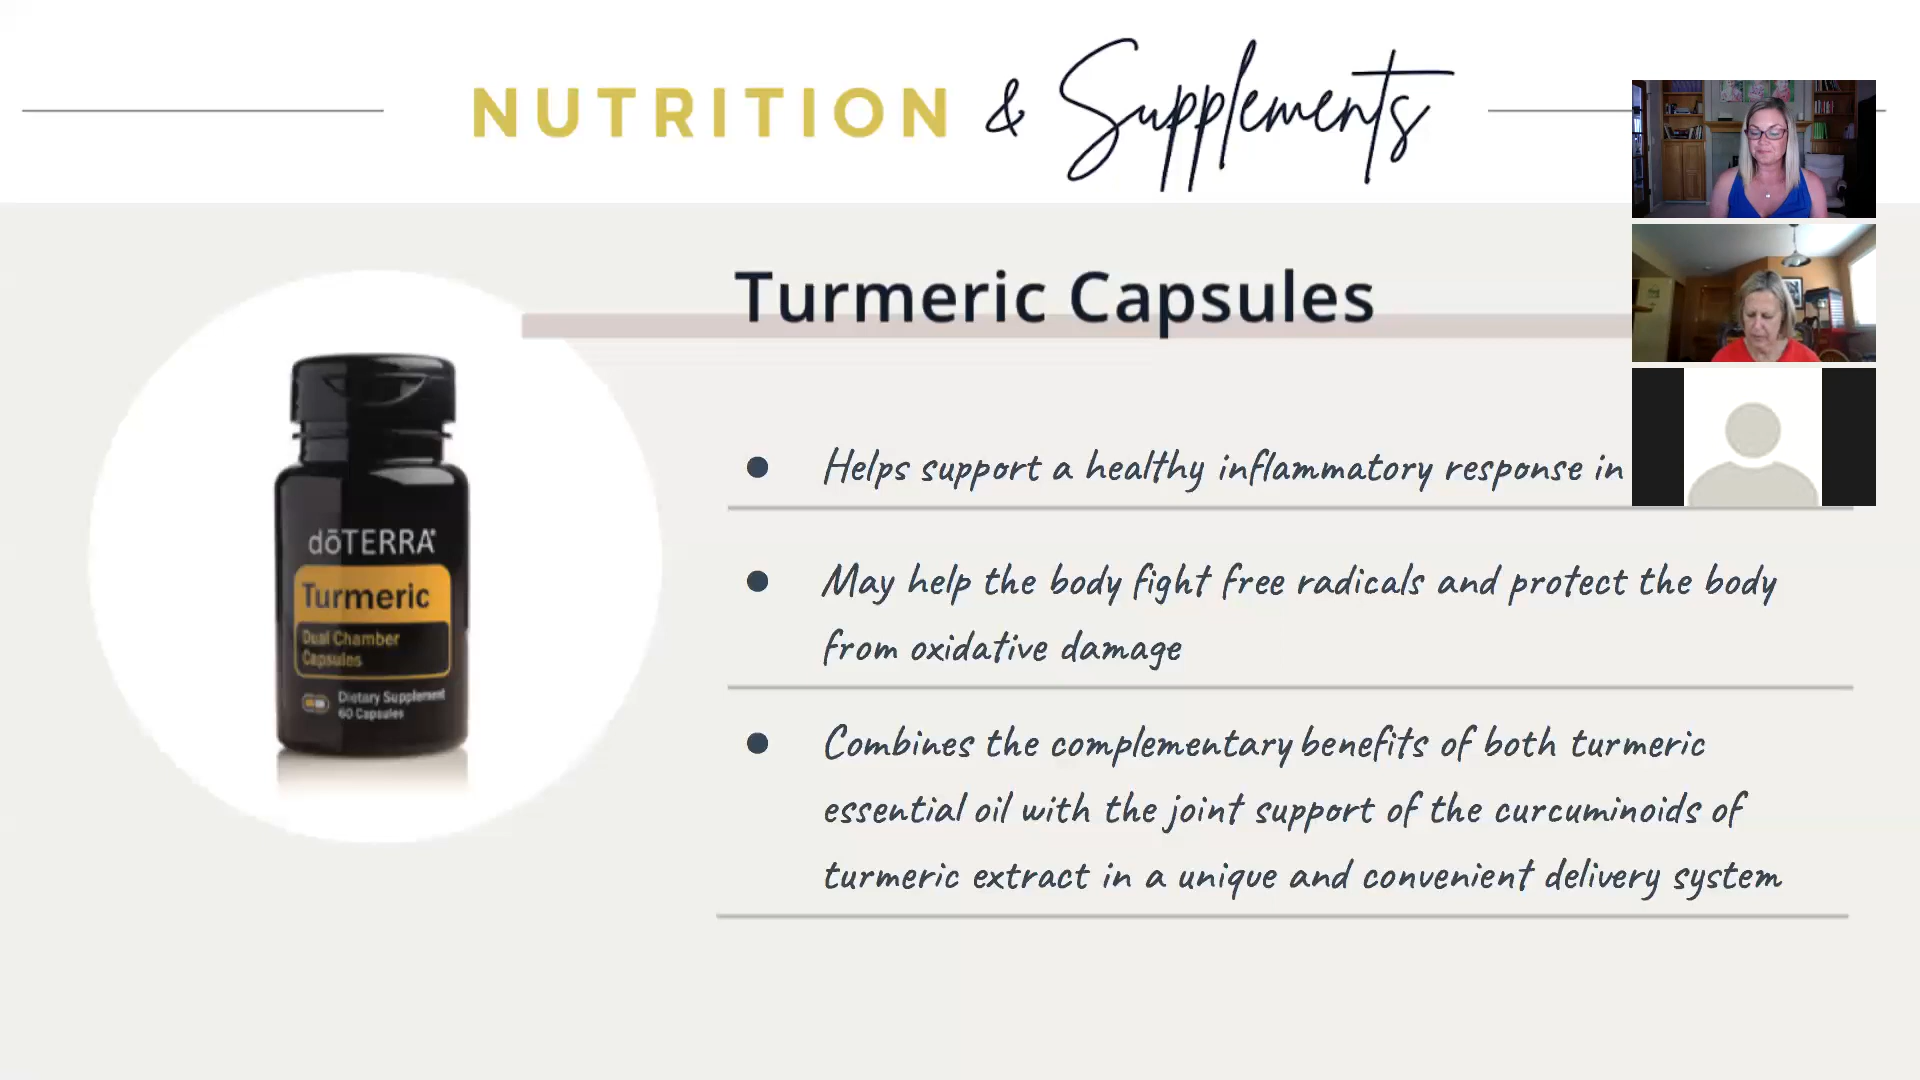 NUTRITION & Supplements
Turmeric Capsules
Helps support a healthy inflammatory response in
May help the body fight free radicals and protect the body
from oxidative damage
Combines the complementary benefits of both turmeric
essential oil with the joint support of the curcuminoids of
turmeric extract in a unique and convenient delivery system
dōTERRA®
Turmeric
Dual Chamber
Capsules
Dietary Supplement
60 Capsules